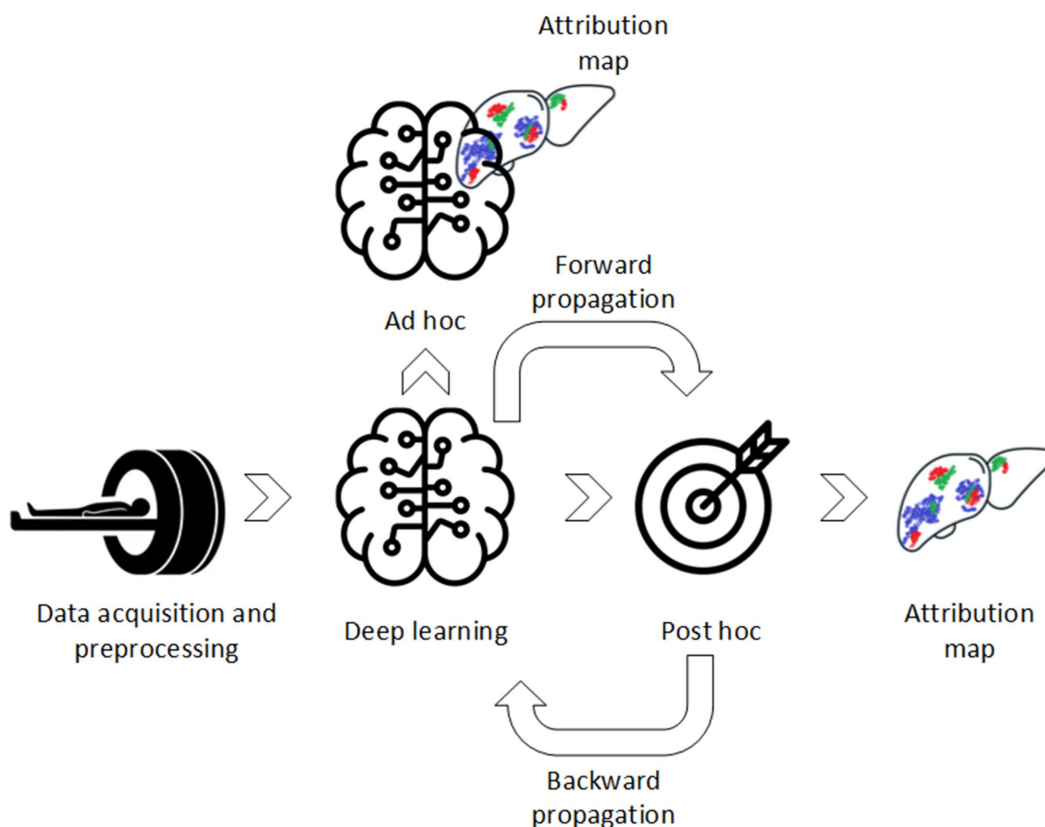 Attribution
map
Forward
propagation
Ad hoc
Data acquisition and
preprocessing
Deep learning
Post hoc
Attribution
map
Backward
propagation